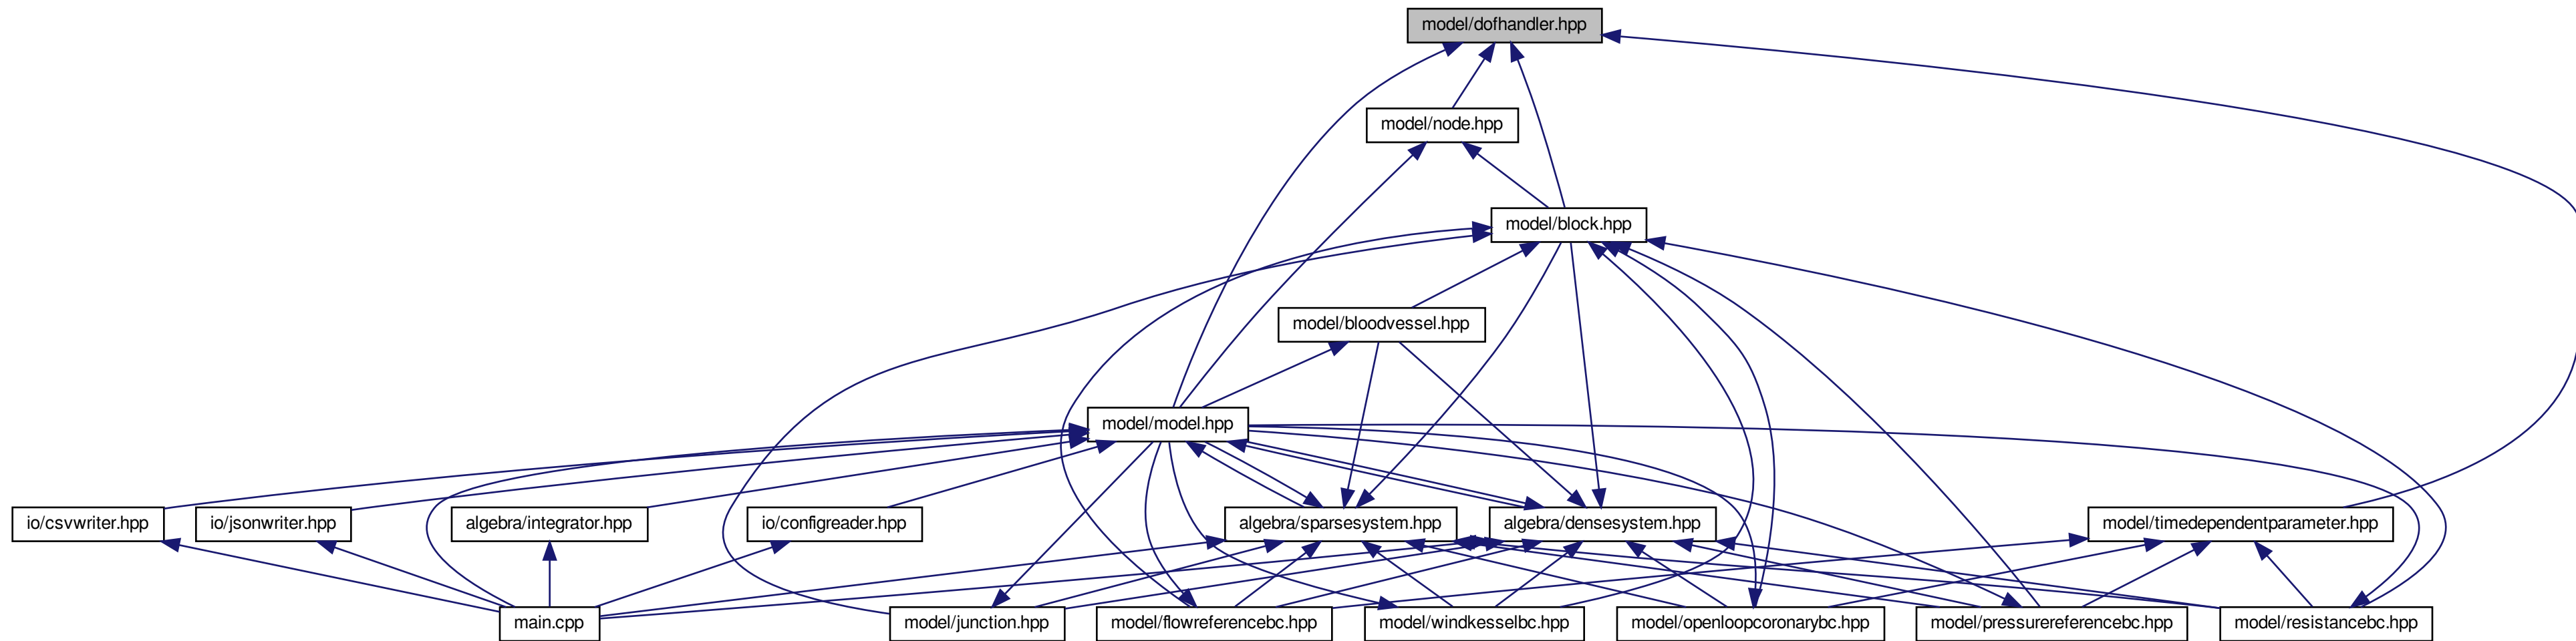 model/dofhandler.hpp
model/node.hpp
model/block.hpp
model/bloodvessel.hpp
model/model.hpp
io/csvwriter.hpp
io/jsonwriter.hpp
algebra/integrator.hpp
io/configreader.hpp
algebra/sparsesystem.hpp
algebra/densesystem.hpp
model/timedependentparameter.hpp
main.cpp
model/junction.hpp
model/flowreferencebc.hpp
model/windkesselbc.hpp
model/openloopcoronarybc.hpp
model/pressurereferencebc.hpp
model/resistancebc.hpp